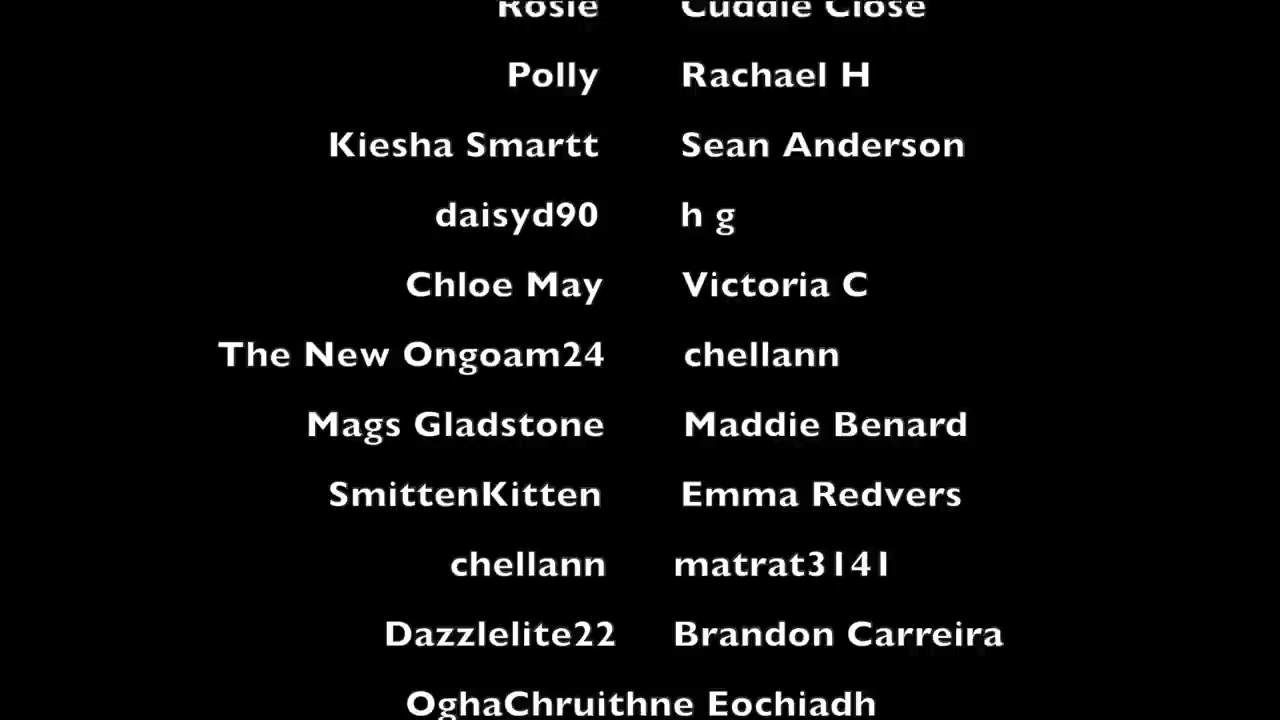 Rosie Cuddle Close
Polly Rachael H
Kiesha Smartt Sean Anderson
daisyd90 h g
Chloe May Victoria C
The New Ongoam24 chellann
Mags Gladstone Maddie Benard
SmittenKitten Emma Redvers
chellann matrat3141
Dazzlelite22 Brandon Carreira
OghaChruithne Eochiadh